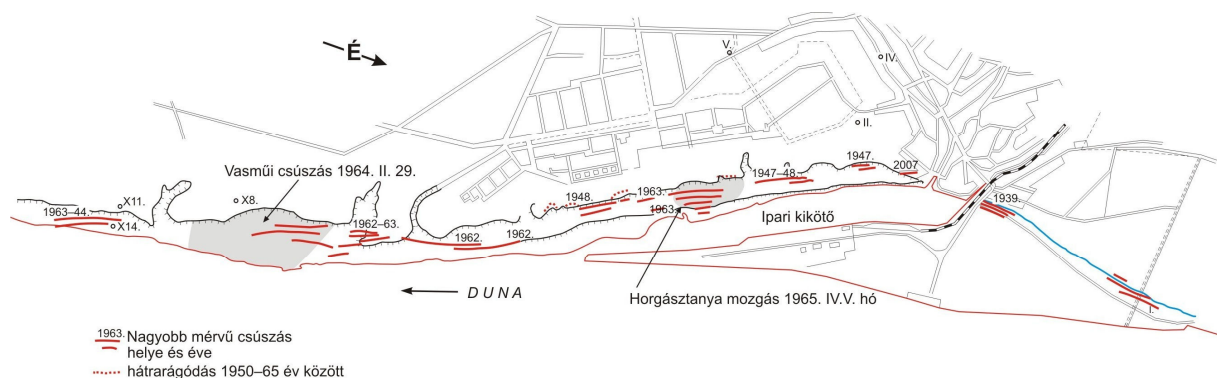 É
V.
IV.
II.
Vasműi csúszás 1964. II. 29.
X11.
X8.
1963–44.
X14.
1962–63.
1962.
1962.
1948.
1963.
1963.
1947–48.
1947.
2007
1939.
Ipari kikötő
I.
DUNA
Horgásztanya mozgás 1965. IV.V. hó
1963. Nagyobb mérvű csúszás
helye és éve
hátrarágódás 1950–65 év között